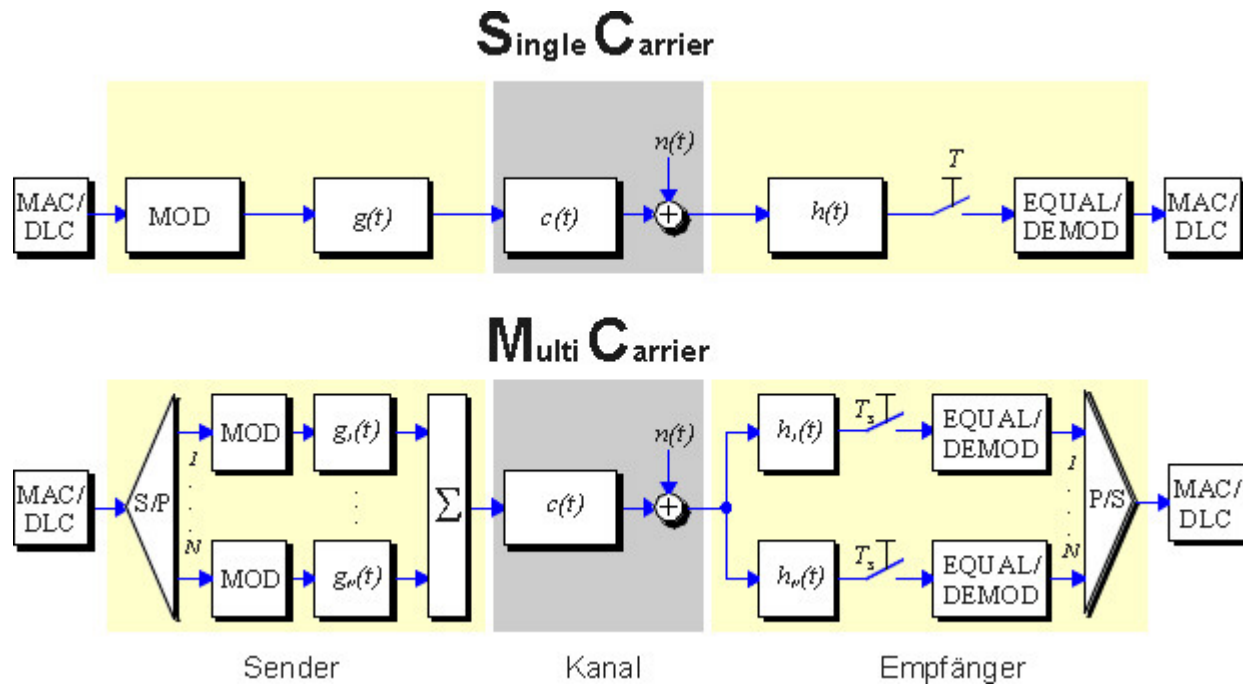 Single Carrier
n(t)
T
MAC/
DLC
MOD
g(t)
c(t)
+
h(t)
EQUAL/
DEMOD
MAC/
DLC
Multi Carrier
MAC/
DLC
S/P
1
N
MOD
g₁(t)
MOD
gₙ(t)
Σ
c(t)
n(t)
+
h₁(t)
Tₛ
EQUAL/
DEMOD
hₙ(t)
Tₛ
EQUAL/
DEMOD
1
N
P/S
MAC/
DLC
Sender
Kanal
Empfänger